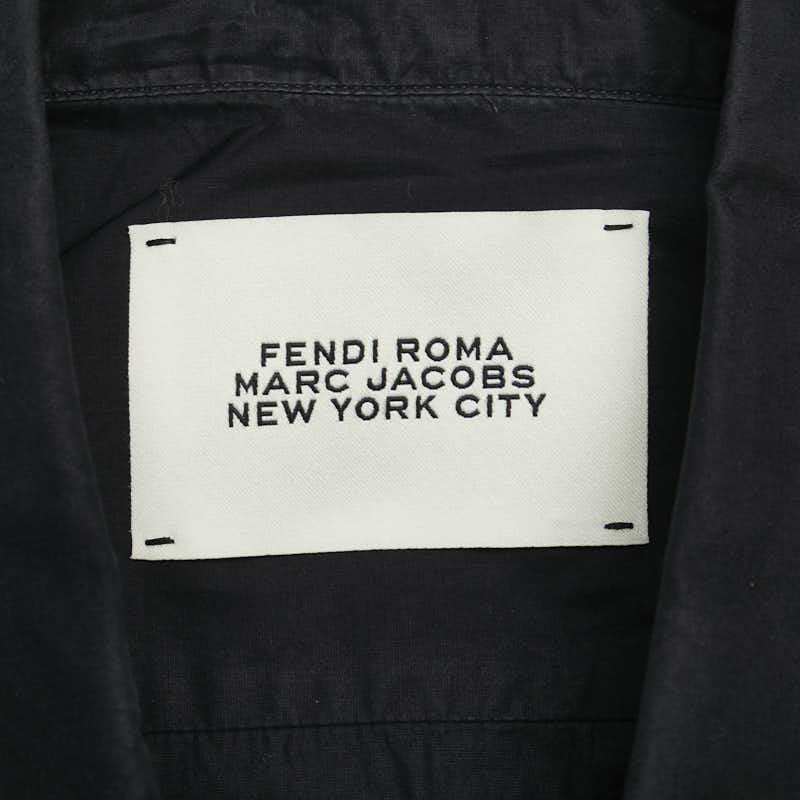 FENDI ROMA
MARC JACOBS
NEW YORK CITY